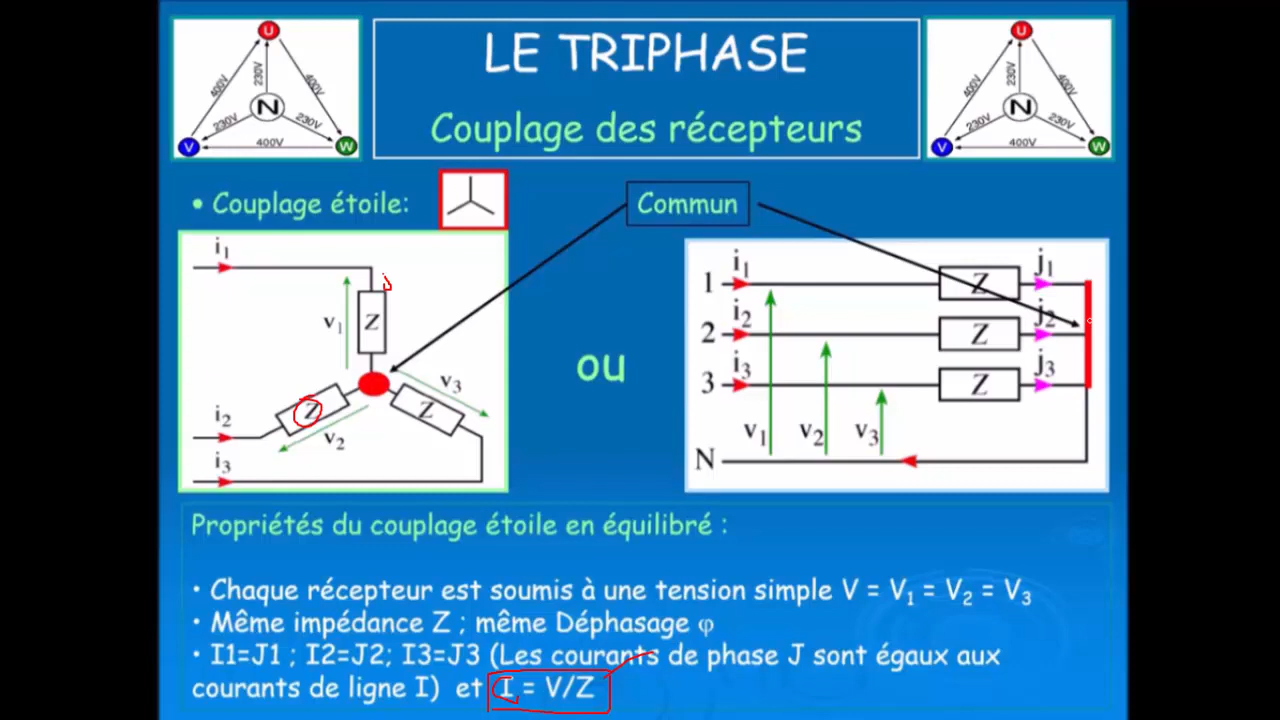 LE TRIPHASE
Couplage des récepteurs
U
400V
230V
400V
N
230V
230V
V
400V
W
U
400V
230V
400V
N
230V
230V
V
400V
W
• Couplage étoile:
Commun
i1
v1
Z
i2
Z
v2
v3
Z
i3
ou
1
i1
Z
j1
2
i2
Z
j2
3
i3
Z
j3
v1
v2
v3
N
Propriétés du couplage étoile en équilibré :
• Chaque récepteur est soumis à une tension simple V = V1 = V2 = V3
• Même impédance Z ; même Déphasage φ
• I1=J1 ; I2=J2; I3=J3 (Les courants de phase J sont égaux aux
courants de ligne I) et I = V/Z